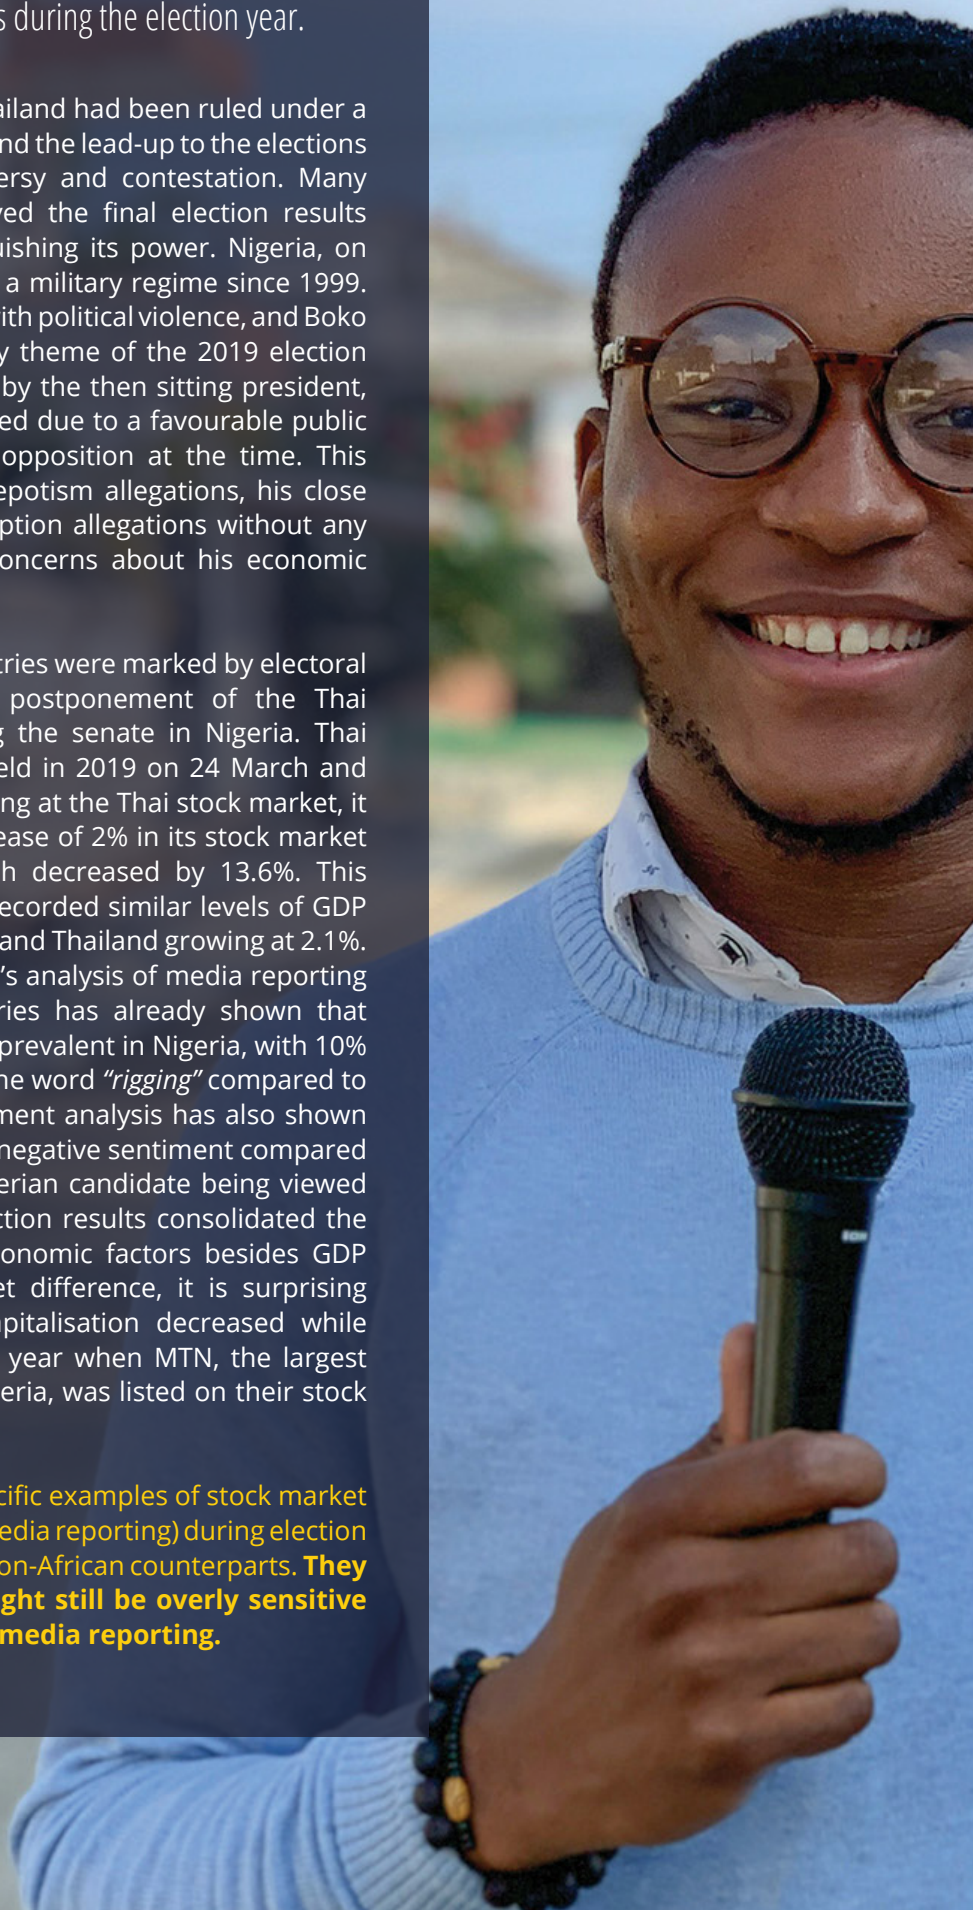 s during the election year.
ailand had been ruled under a
nd the lead-up to the elections
ersy and contestation. Many
ved the final election results
uishing its power. Nigeria, on
a military regime since 1999.
ith political violence, and Boko
y theme of the 2019 election
by the then sitting president,
ed due to a favourable public
opposition at the time. This
epotism allegations, his close
ption allegations without any
oncerns about his economic
tries were marked by electoral
postponement of the Thai
g the senate in Nigeria. Thai
eld in 2019 on 24 March and
ng at the Thai stock market, it
ease of 2% in its stock market
h decreased by 13.6%. This
ecorded similar levels of GDP
and Thailand growing at 2.1%.
’s analysis of media reporting
ries has already shown that
prevalent in Nigeria, with 10%
ne word “rigging” compared to
ment analysis has also shown
negative sentiment compared
erian candidate being viewed
ction results consolidated the
onomic factors besides GDP
et difference, it is surprising
apitalisation decreased while
year when MTN, the largest
eria, was listed on their stock
cific examples of stock market
edia reporting) during election
on-African counterparts. They
ght still be overly sensitive
media reporting.